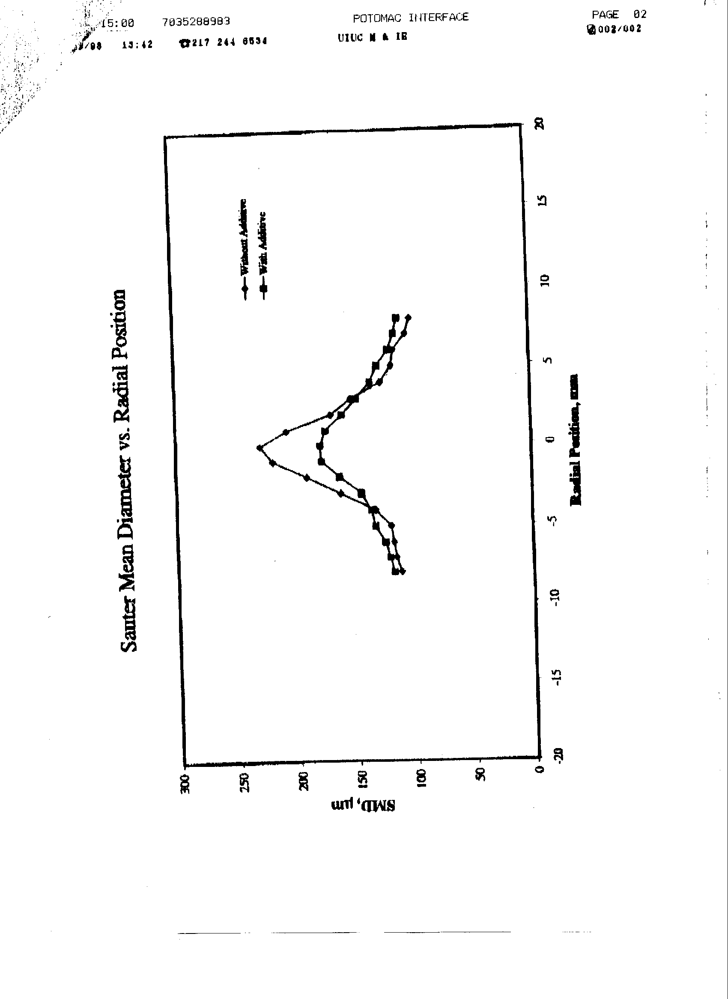 15:00 7035288983 POTOMAC INTERFACE PAGE 02
/98 13:42 ☎217 244 6534 UIUC M & IE 002/002
Sauter Mean Diameter vs. Radial Position
Without Additive
With Additive
300
250
200
150
100
50
0
SMD, µm
-20 -15 -10 -5 0 5 10 15 20
Radial Position, mm